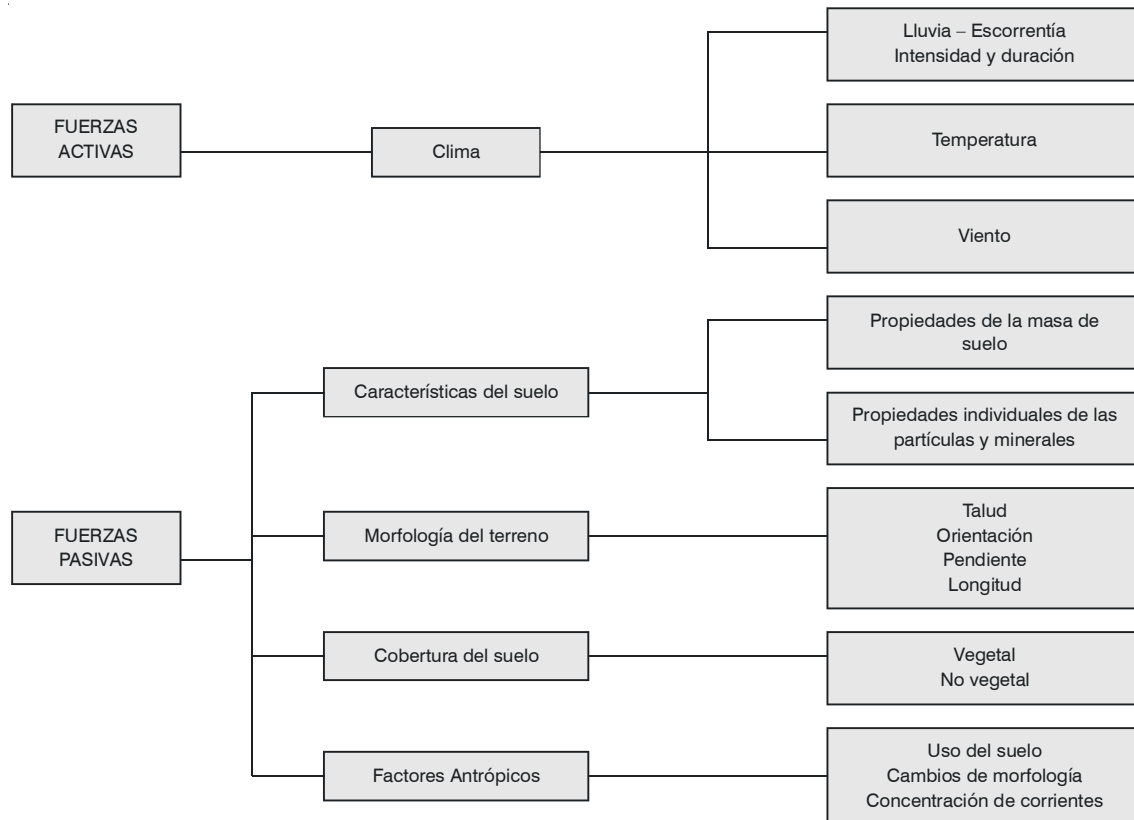 FUERZAS
ACTIVAS
Clima
Lluvia – Escorrentía
Intensidad y duración
Temperatura
Viento
FUERZAS
PASIVAS
Características del suelo
Propiedades de la masa de
suelo
Propiedades individuales de las
partículas y minerales
Morfología del terreno
Talud
Orientación
Pendiente
Longitud
Cobertura del suelo
Vegetal
No vegetal
Factores Antrópicos
Uso del suelo
Cambios de morfología
Concentración de corrientes